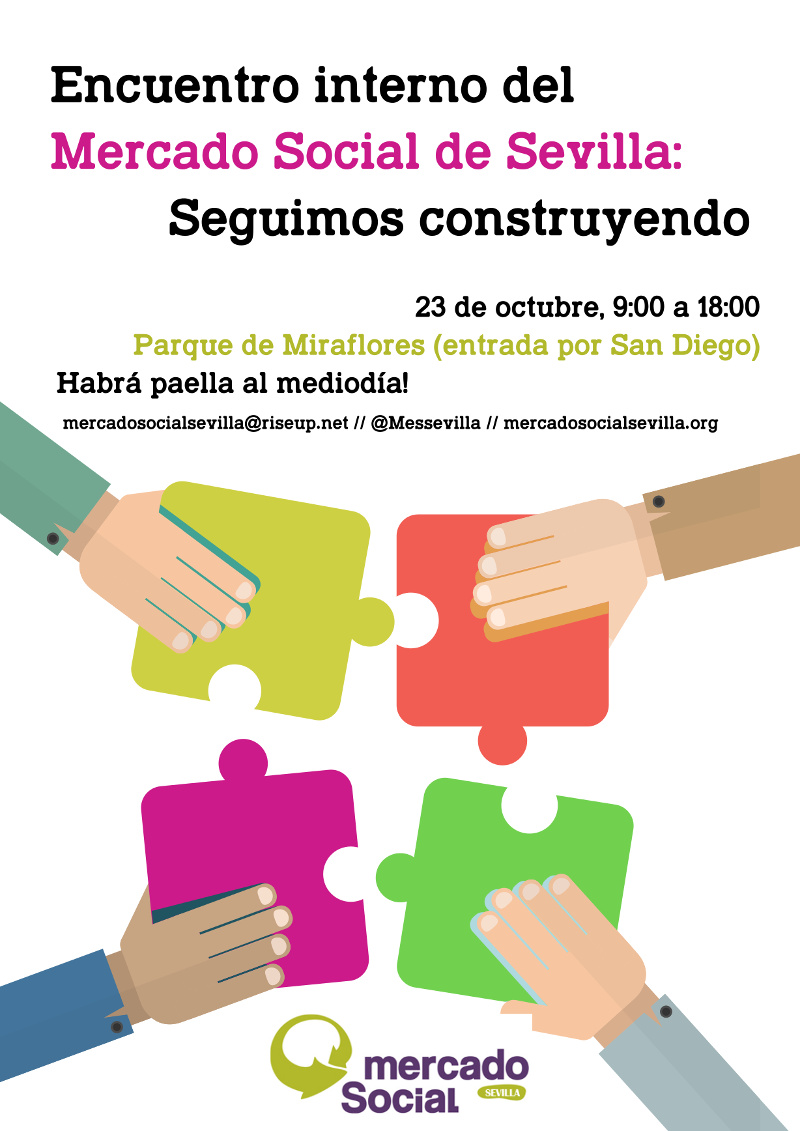 Encuentro interno del
Mercado Social de Sevilla:
Seguimos construyendo
23 de octubre, 9:00 a 18:00
Parque de Miraflores (entrada por San Diego)
Habrá paella al mediodía!
mercadosocialsevilla@riseup.net // @Messevilla // mercadosocialsevilla.org
mercado
Social SEVILLA